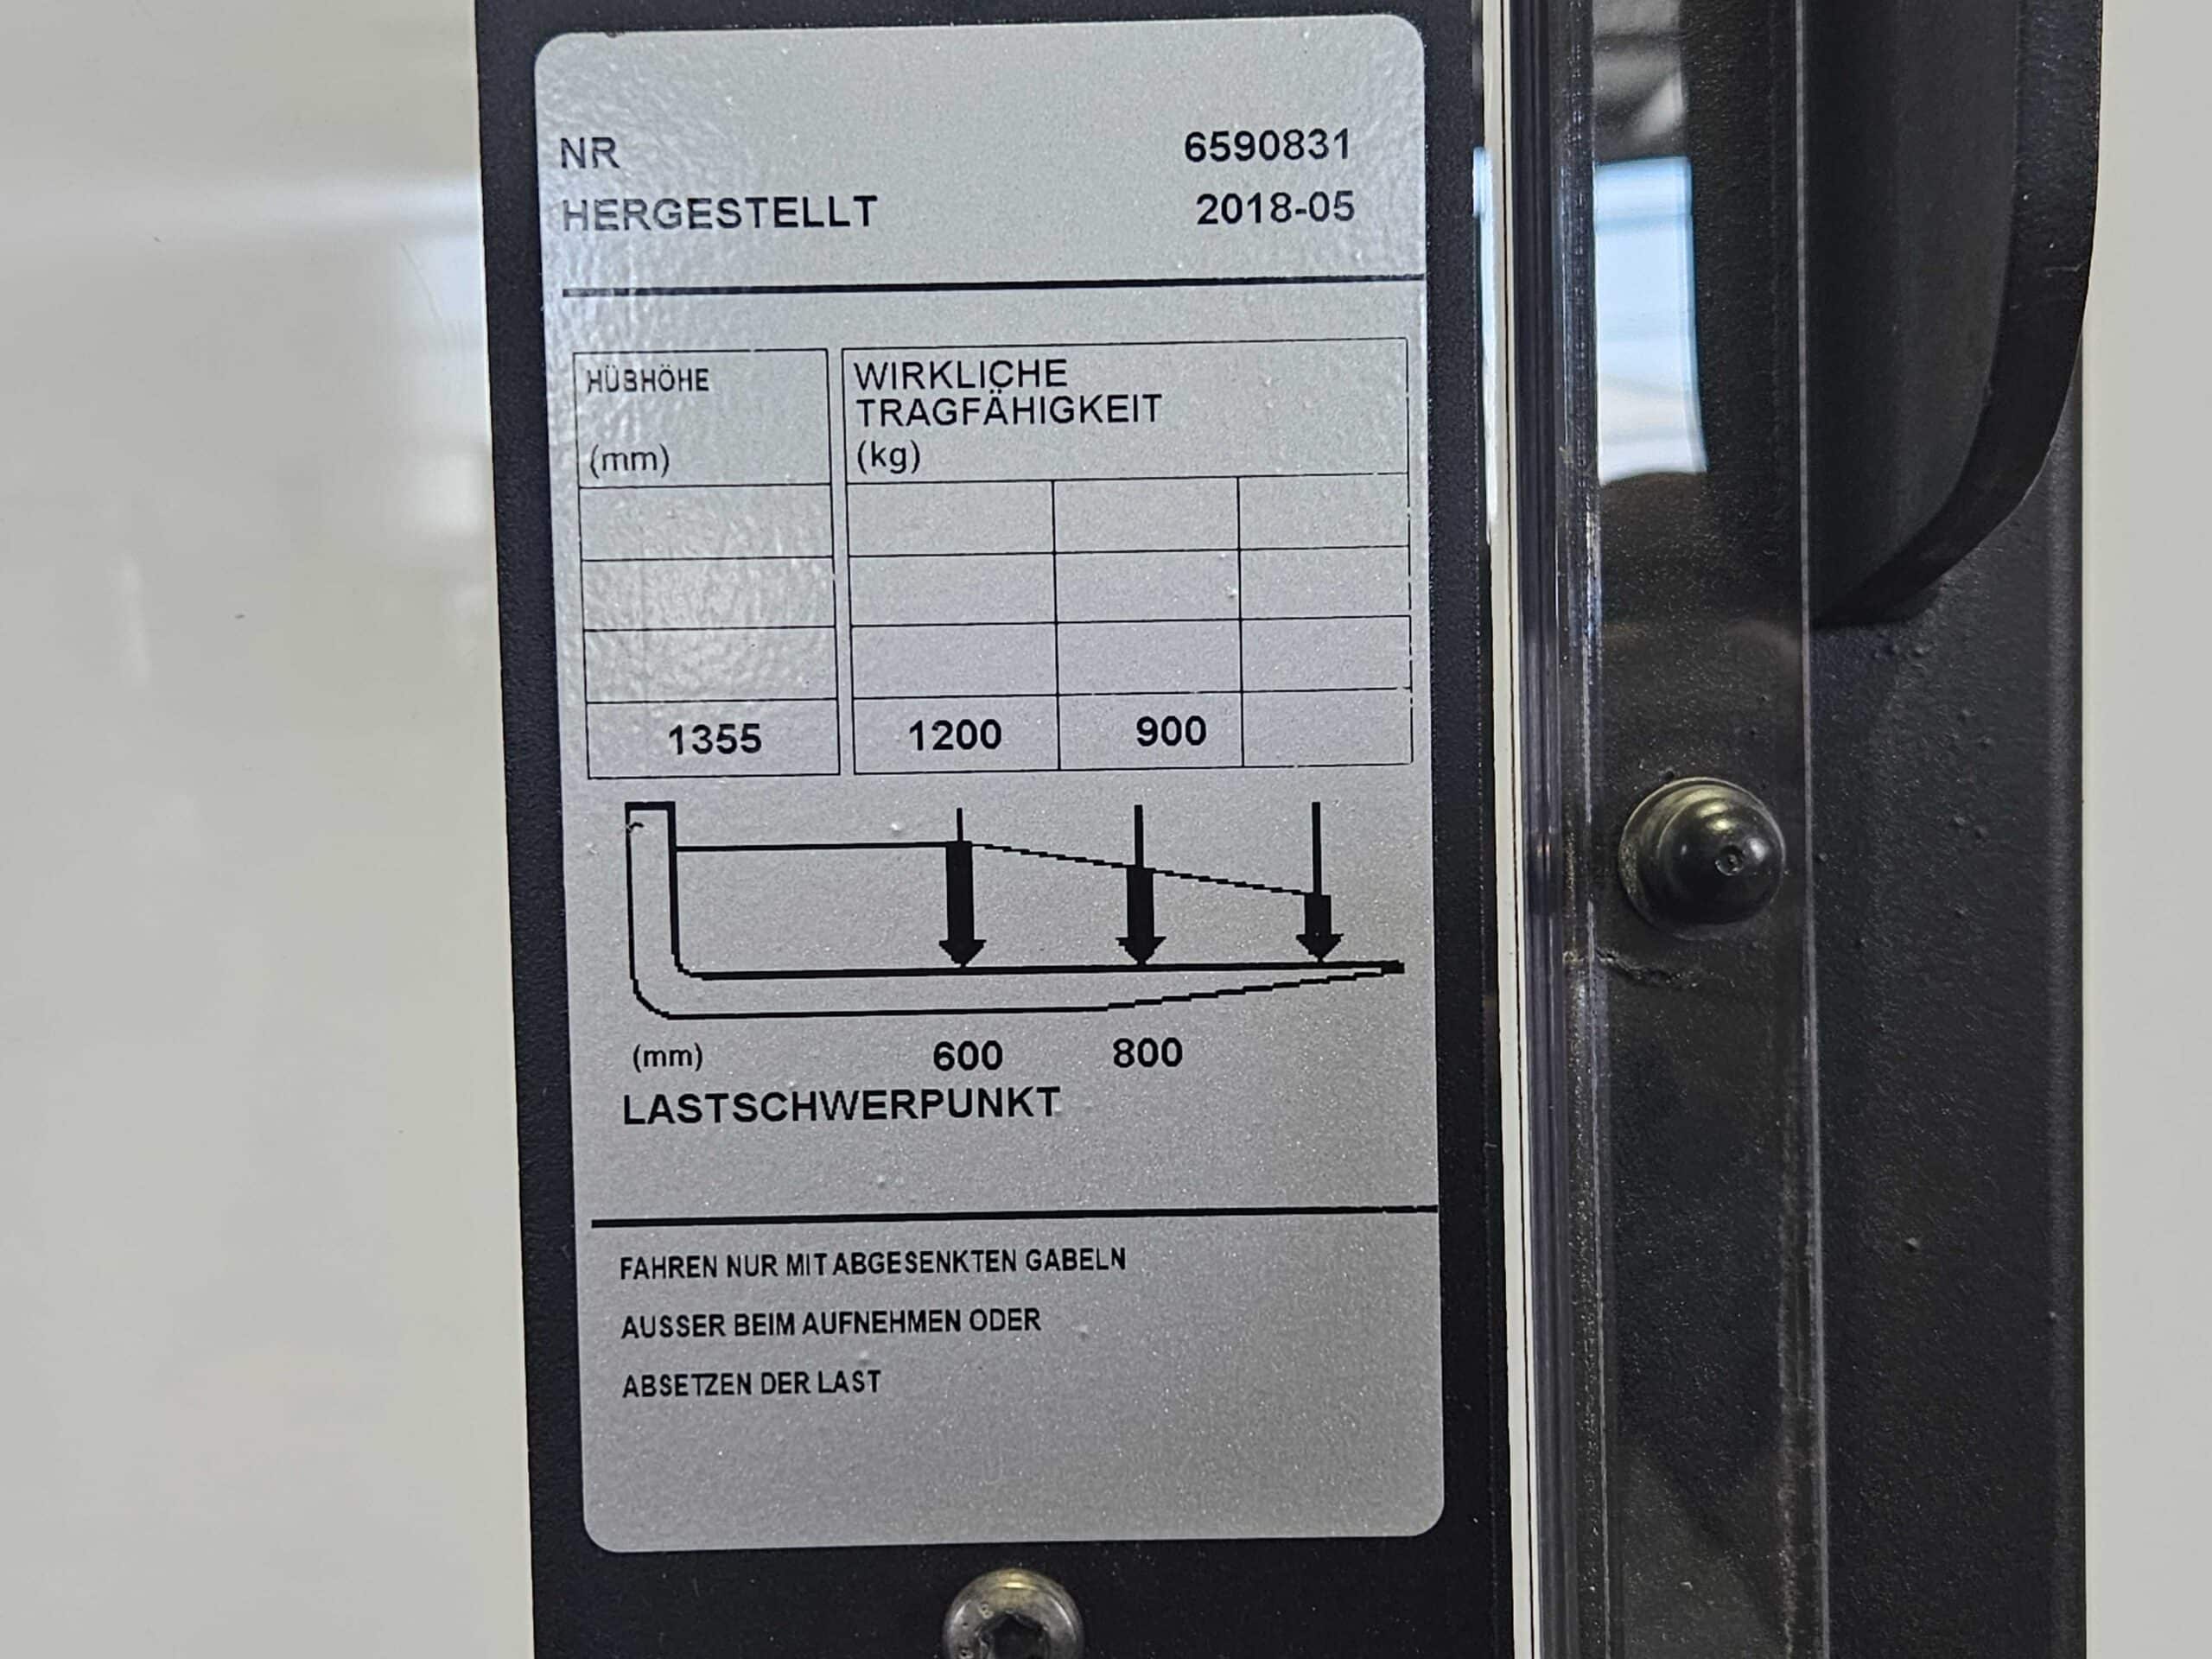 NR 6590831
HERGESTELLT 2018-05
HÜBHÖHE
(mm)
WIRKLICHE
TRAGFÄHIGKEIT
(kg)
1355 1200 900
(mm) 600 800
LASTSCHWERPUNKT
FAHREN NUR MIT ABGESENKTEN GABELN
AUSSER BEIM AUFNEHMEN ODER
ABSETZEN DER LAST